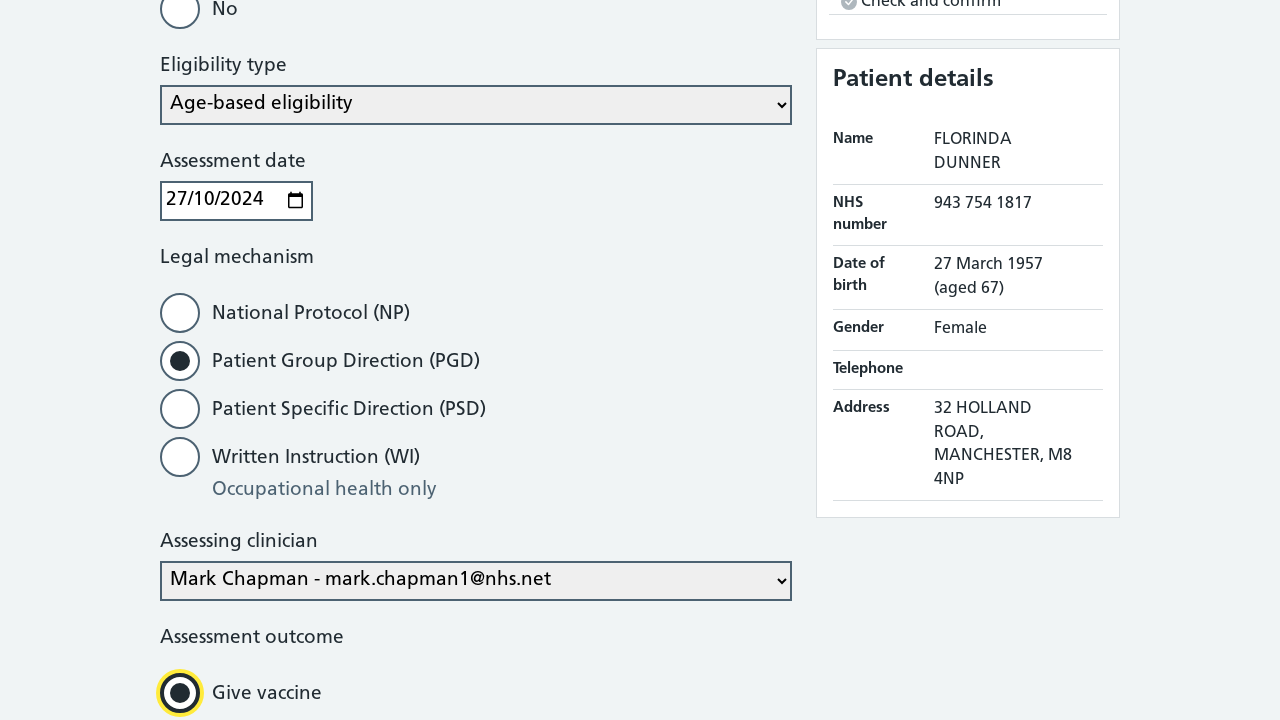 No
Eligibility type
Age-based eligibility
Assessment date
27/10/2024
Legal mechanism
National Protocol (NP)
Patient Group Direction (PGD)
Patient Specific Direction (PSD)
Written Instruction (WI)
Occupational health only
Assessing clinician
Mark Chapman - mark.chapman1@nhs.net
Assessment outcome
Give vaccine
Check and confirm
Patient details
Name
FLORINDA
DUNNER
NHS
number
943 754 1817
Date of
birth
27 March 1957
(aged 67)
Gender
Female
Telephone
Address
32 HOLLAND
ROAD,
MANCHESTER, M8
4NP